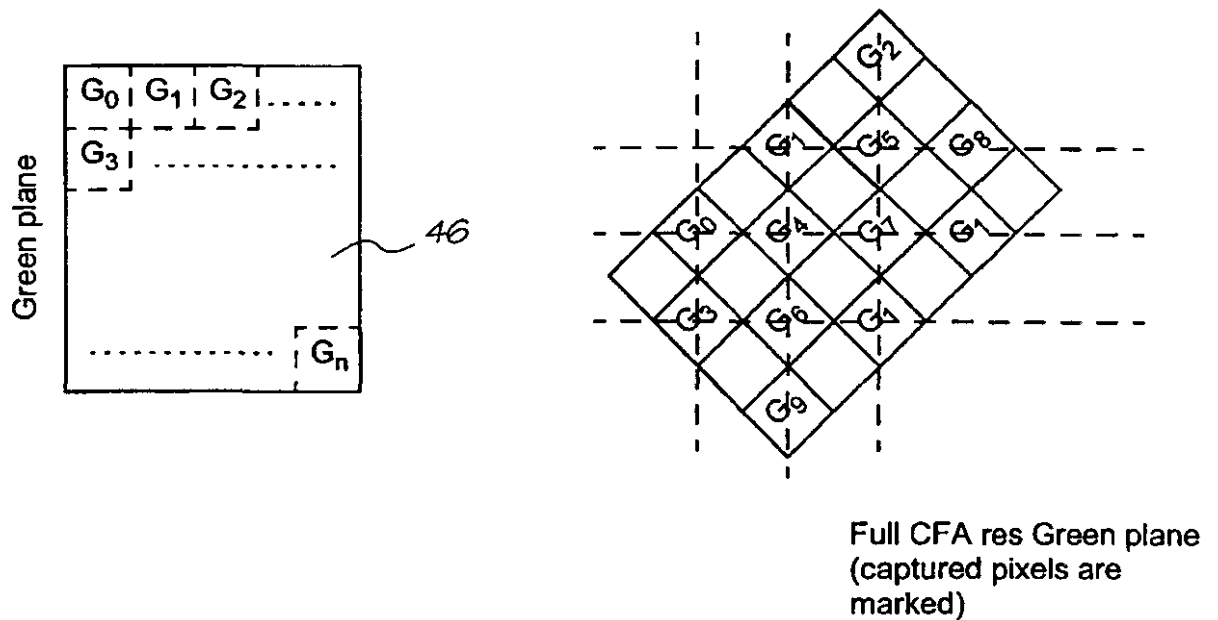 Green plane
G0 G1 G2 ............
G3 ....................
46
............... Gn
G2
G1 G5 G8
G0 G4 G7 G1
G3 G6 G1
G9
Full CFA res Green plane
(captured pixels are
marked)